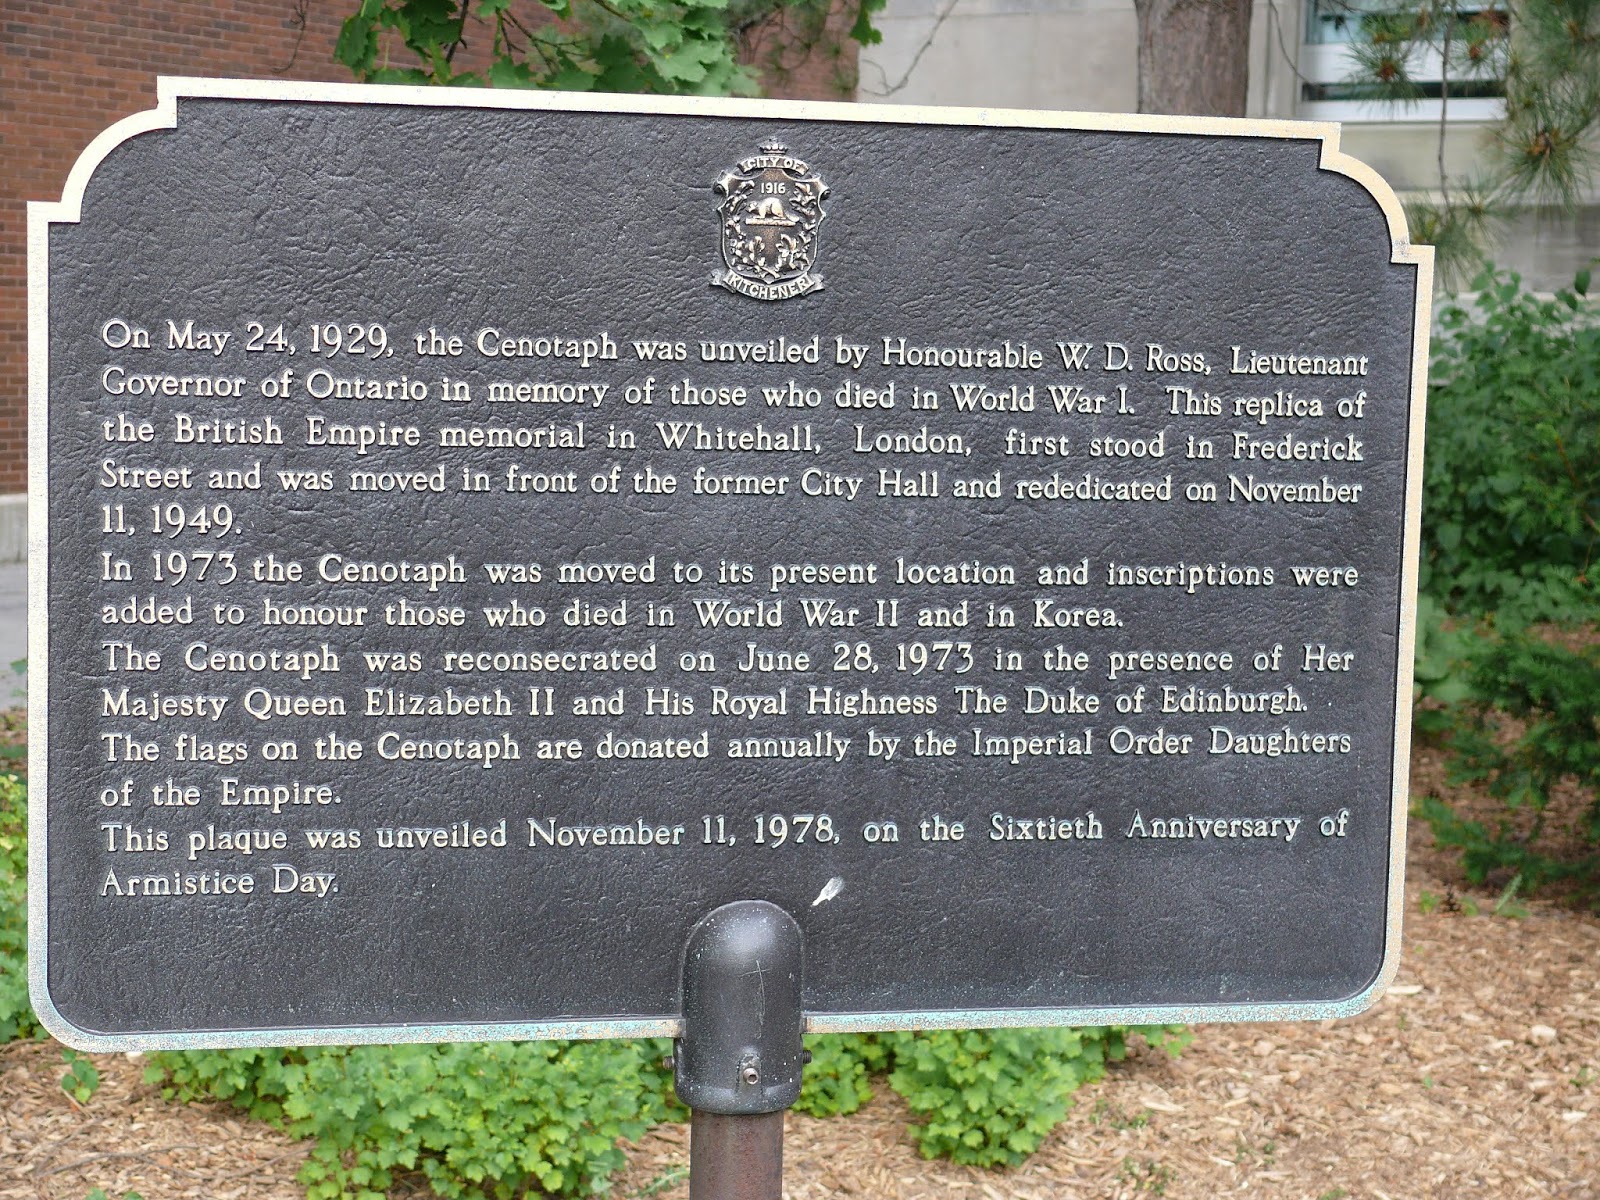 CITY OF
1916
KITCHENER
On May 24, 1929, the Cenotaph was unveiled by Honourable W. D. Ross, Lieutenant
Governor of Ontario in memory of those who died in World War I. This replica of
the British Empire memorial in Whitehall, London, first stood in Frederick
Street and was moved in front of the former City Hall and rededicated on November
11, 1949.
In 1973 the Cenotaph was moved to its present location and inscriptions were
added to honour those who died in World War II and in Korea.
The Cenotaph was reconsecrated on June 28, 1973 in the presence of Her
Majesty Queen Elizabeth II and His Royal Highness The Duke of Edinburgh.
The flags on the Cenotaph are donated annually by the Imperial Order Daughters
of the Empire.
This plaque was unveiled November 11, 1978, on the Sixtieth Anniversary of
Armistice Day.